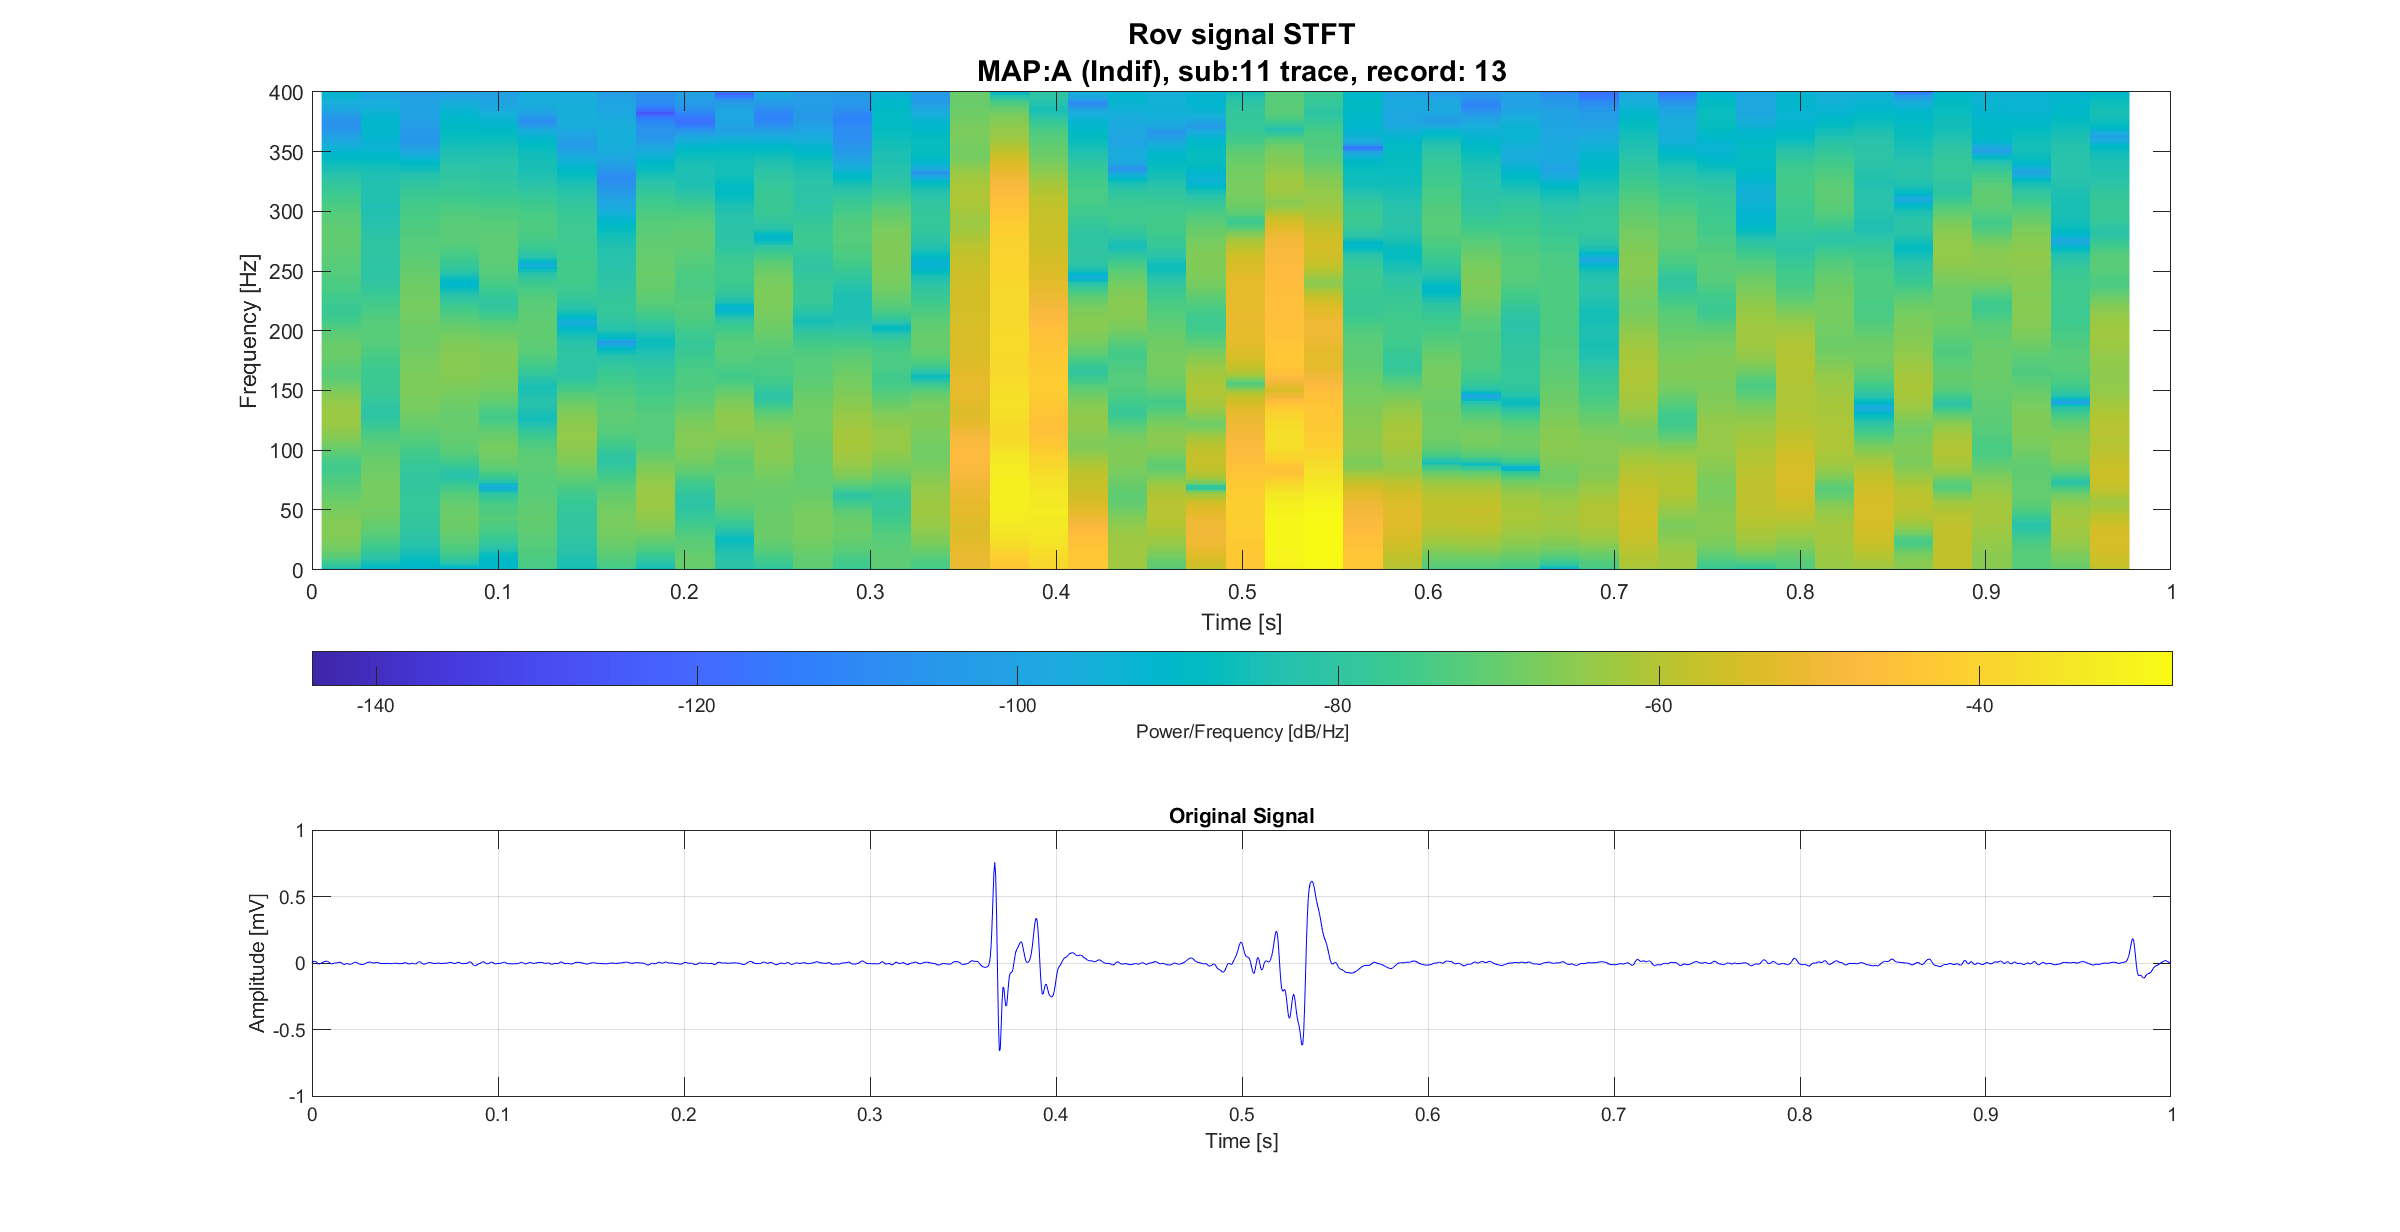 Rov signal STFT
MAP:A (Indif), sub:11 trace, record: 13
400
350
300
250
200
150
100
50
0
Frequency [Hz]
0 0.1 0.2 0.3 0.4 0.5 0.6 0.7 0.8 0.9 1
Time [s]
-140 -120 -100 -80 -60 -40
Power/Frequency [dB/Hz]
Original Signal
1
0.5
0
-0.5
-1
Amplitude [mV]
0 0.1 0.2 0.3 0.4 0.5 0.6 0.7 0.8 0.9 1
Time [s]